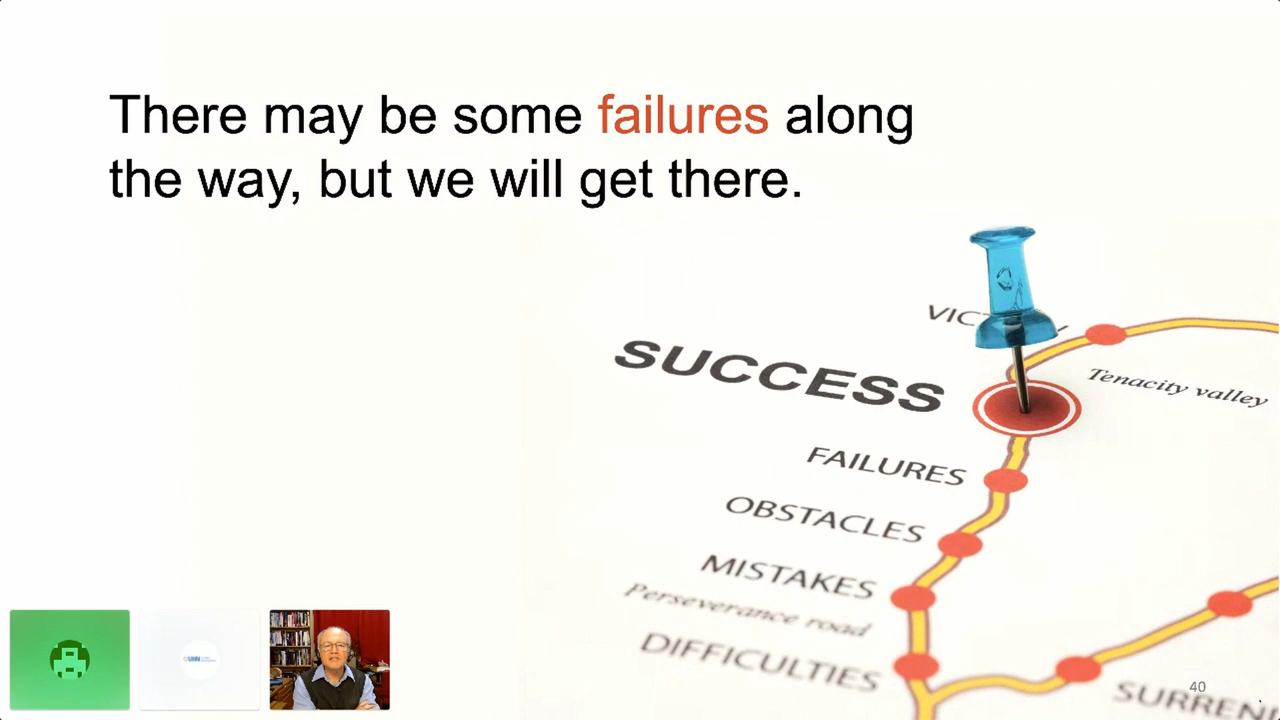 There may be some failures along
the way, but we will get there.
SUCCESS
Tenacity valley
FAILURES
OBSTACLES
MISTAKES
Perseverance road
DIFFICULTIES
UHN
40